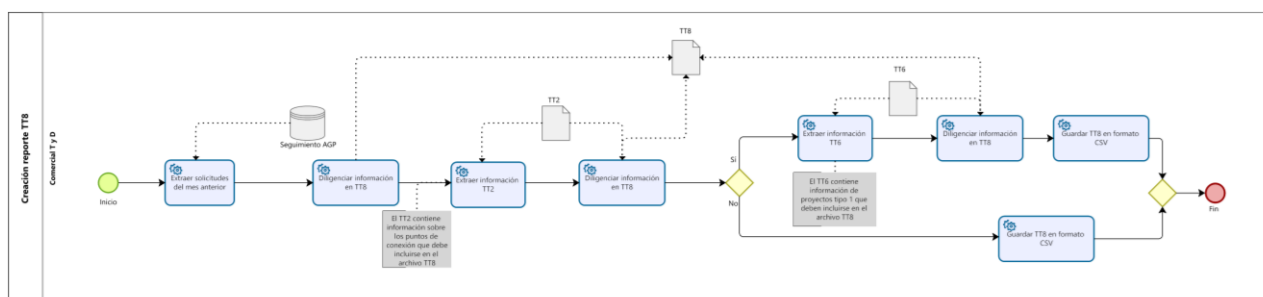 Creación reporte TT8
Comercial T y D
Inicio
Extraer solicitudes
del mes anterior
Seguimiento AGP
Diligenciar información
en TT8
El TT2 contiene
información sobre
los puntos de
conexión que debe
incluirse en el
archivo TT8
Extraer información
TT2
TT2
Diligenciar información
en TT8
TT8
Si
No
Extraer información
TT6
El TT6 contiene
información de
proyectos tipo 1 que
deben incluirse en el
archivo TT8
TT6
Diligenciar información
en TT8
Guardar TT8 en formato
CSV
Guardar TT8 en formato
CSV
Fin